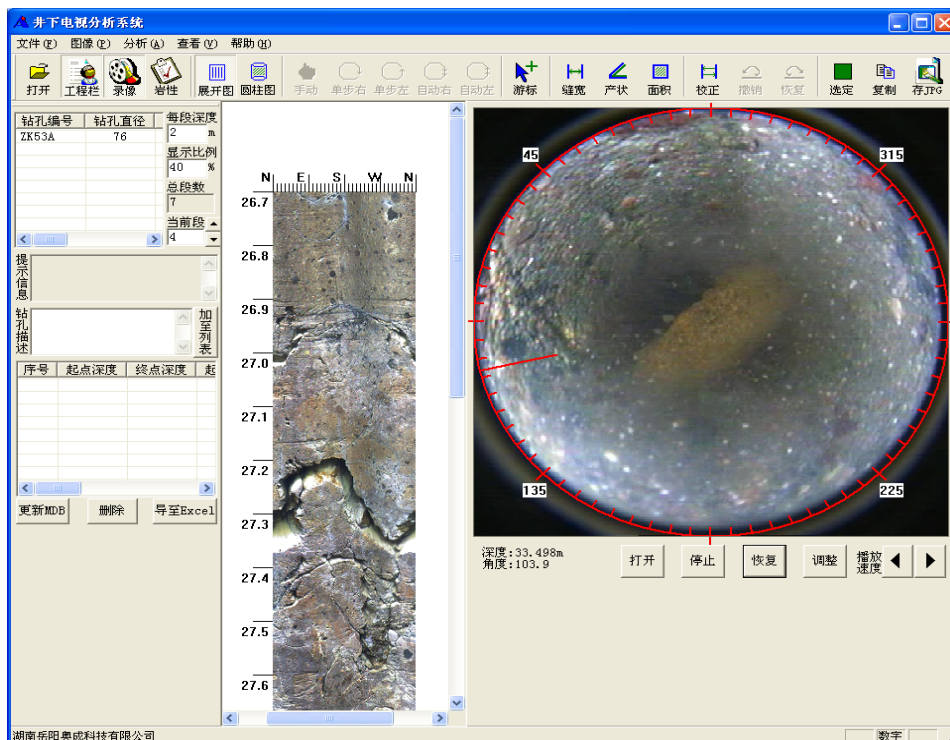 井下电视分析系统
文件(F) 图像(P) 分析(A) 查看(V) 帮助(H)
打开 工程栏 录像 岩性 展开图 圆柱图 手动 单步右 单步左 自动右 自动左 游标 缝宽 产状 面积 校正 撤销 恢复 选定 复制 存JPG
钻孔编号 钻孔直径
ZK53A 76
每段深度
2 m
显示比例
40 %
总段数
7
当前段
4
提示信息
钻孔描述
加至列表
序号 起点深度 终点深度 起
更新MDB 删除 导至Excel
N E S W N
26.7
26.8
26.9
27.0
27.1
27.2
27.3
27.4
27.5
27.6
45 315
135 225
深度:33.498m
角度:103.9
打开 停止 恢复 调整 播放速度
湖南岳阳奥成科技有限公司 数字